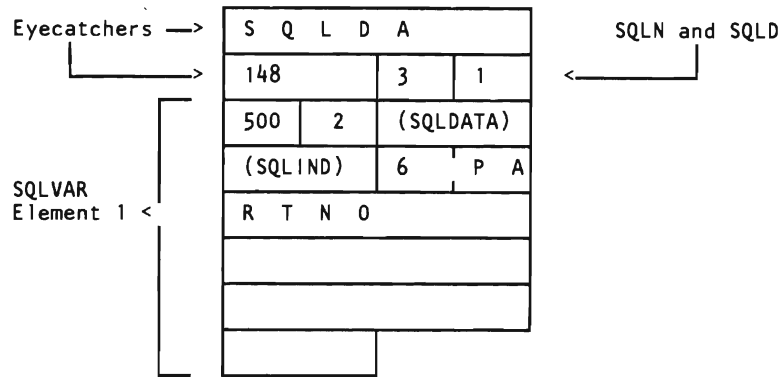 Eyecatchers —> S Q L D A SQLN and SQLD
> 148 3 1 <
500 2 (SQLDATA)
(SQLIND) 6 P A
SQLVAR
Element 1 < R T N O